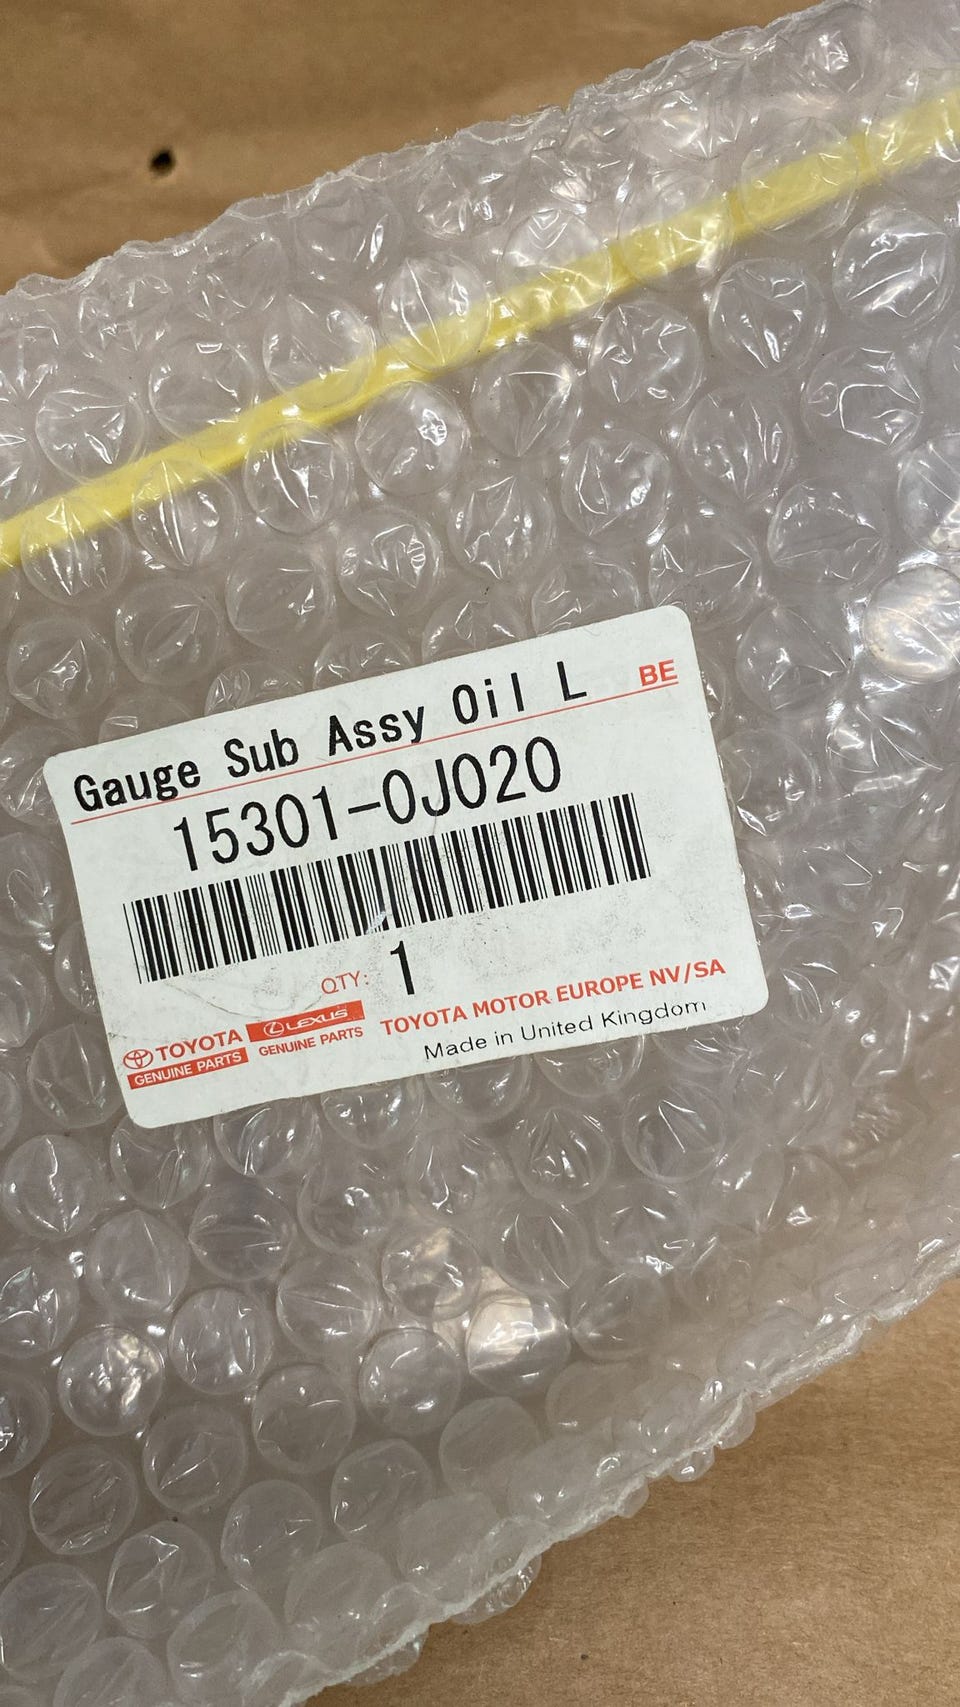 Gauge Sub Assy Oil L BE
15301-0J020
QTY: 1
TOYOTA
GENUINE PARTS
LEXUS
GENUINE PARTS
TOYOTA MOTOR EUROPE NV/SA
Made in United Kingdom